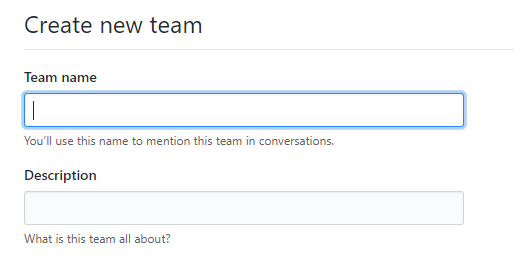 Create new team
Team name
You’ll use this name to mention this team in conversations.
Description
What is this team all about?